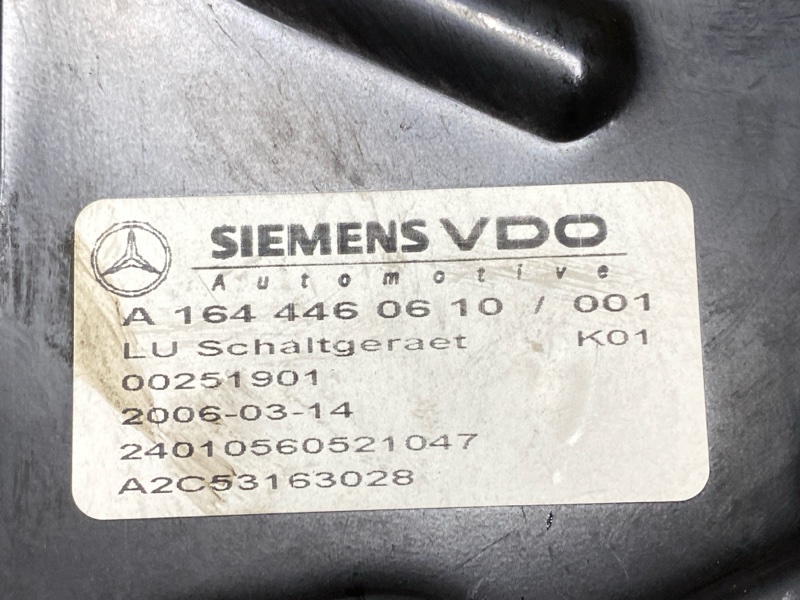 SIEMENS VDO
Automotive
A 164 446 06 10 / 001
LU Schaltgeraet K01
00251901
2006-03-14
24010560521047
A2C53163028